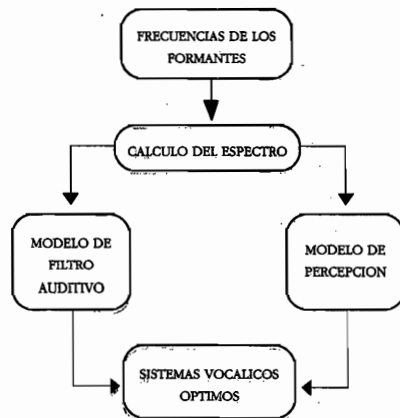 FRECUENCIAS DE LOS
FORMANTES
CALCULO DEL ESPECTRO
MODELO DE
FILTRO
AUDITIVO
MODELO DE
PERCEPCION
SISTEMAS VOCALICOS
OPTIMOS